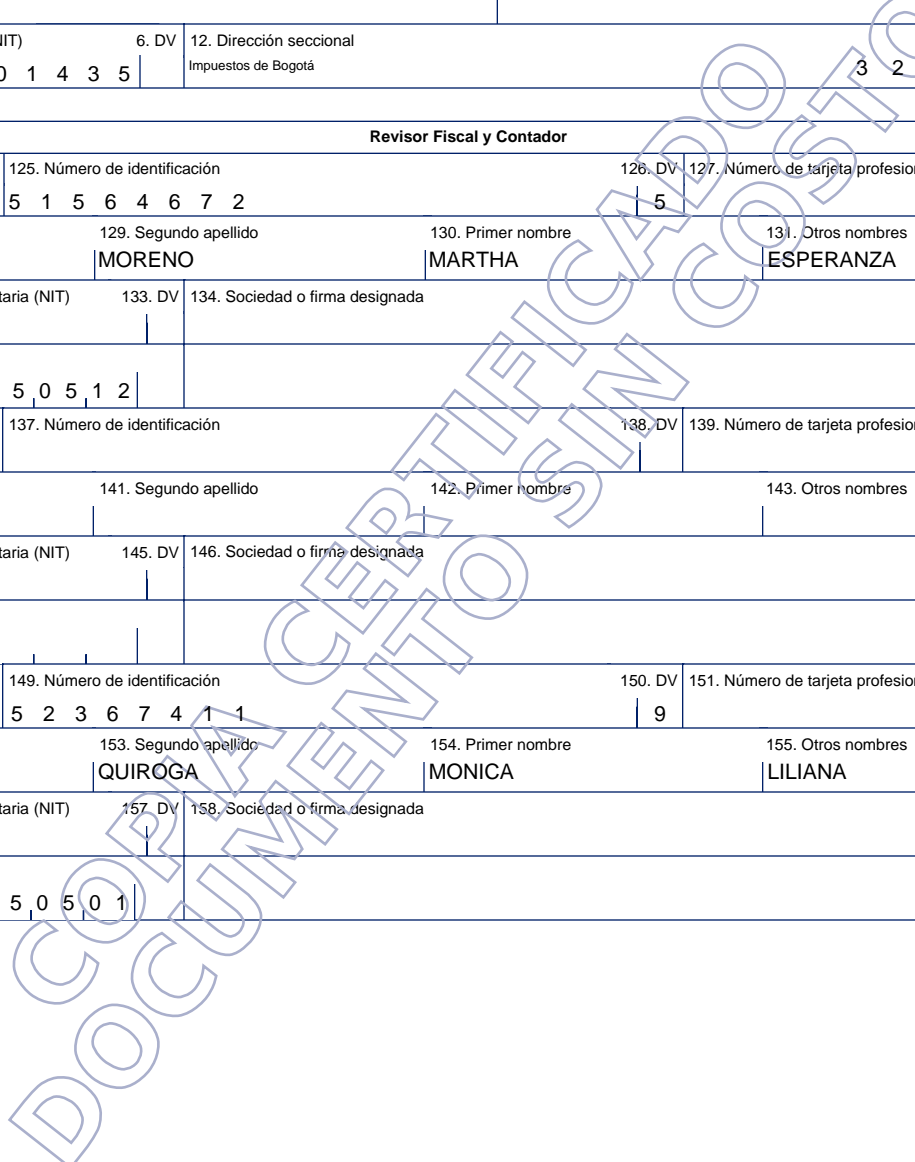 NIT) 6. DV 12. Dirección seccional
0 1 4 3 5 Impuestos de Bogotá 3 2
Revisor Fiscal y Contador
125. Número de identificación 126. DV 127. Número de tarjeta profesion
5 1 5 6 4 6 7 2 5
129. Segundo apellido 130. Primer nombre 131. Otros nombres
MORENO MARTHA ESPERANZA
taria (NIT) 133. DV 134. Sociedad o firma designada
5 0 5 1 2
137. Número de identificación 138. DV 139. Número de tarjeta profesion
141. Segundo apellido 142. Primer nombre 143. Otros nombres
taria (NIT) 145. DV 146. Sociedad o firma designada
149. Número de identificación 150. DV 151. Número de tarjeta profesion
5 2 3 6 7 4 1 1 9
153. Segundo apellido 154. Primer nombre 155. Otros nombres
QUIROGA MONICA LILIANA
taria (NIT) 157. DV 158. Sociedad o firma designada
5 0 5 0 1
COPIA CERTIFICADO
DOCUMENTO SIN COSTO